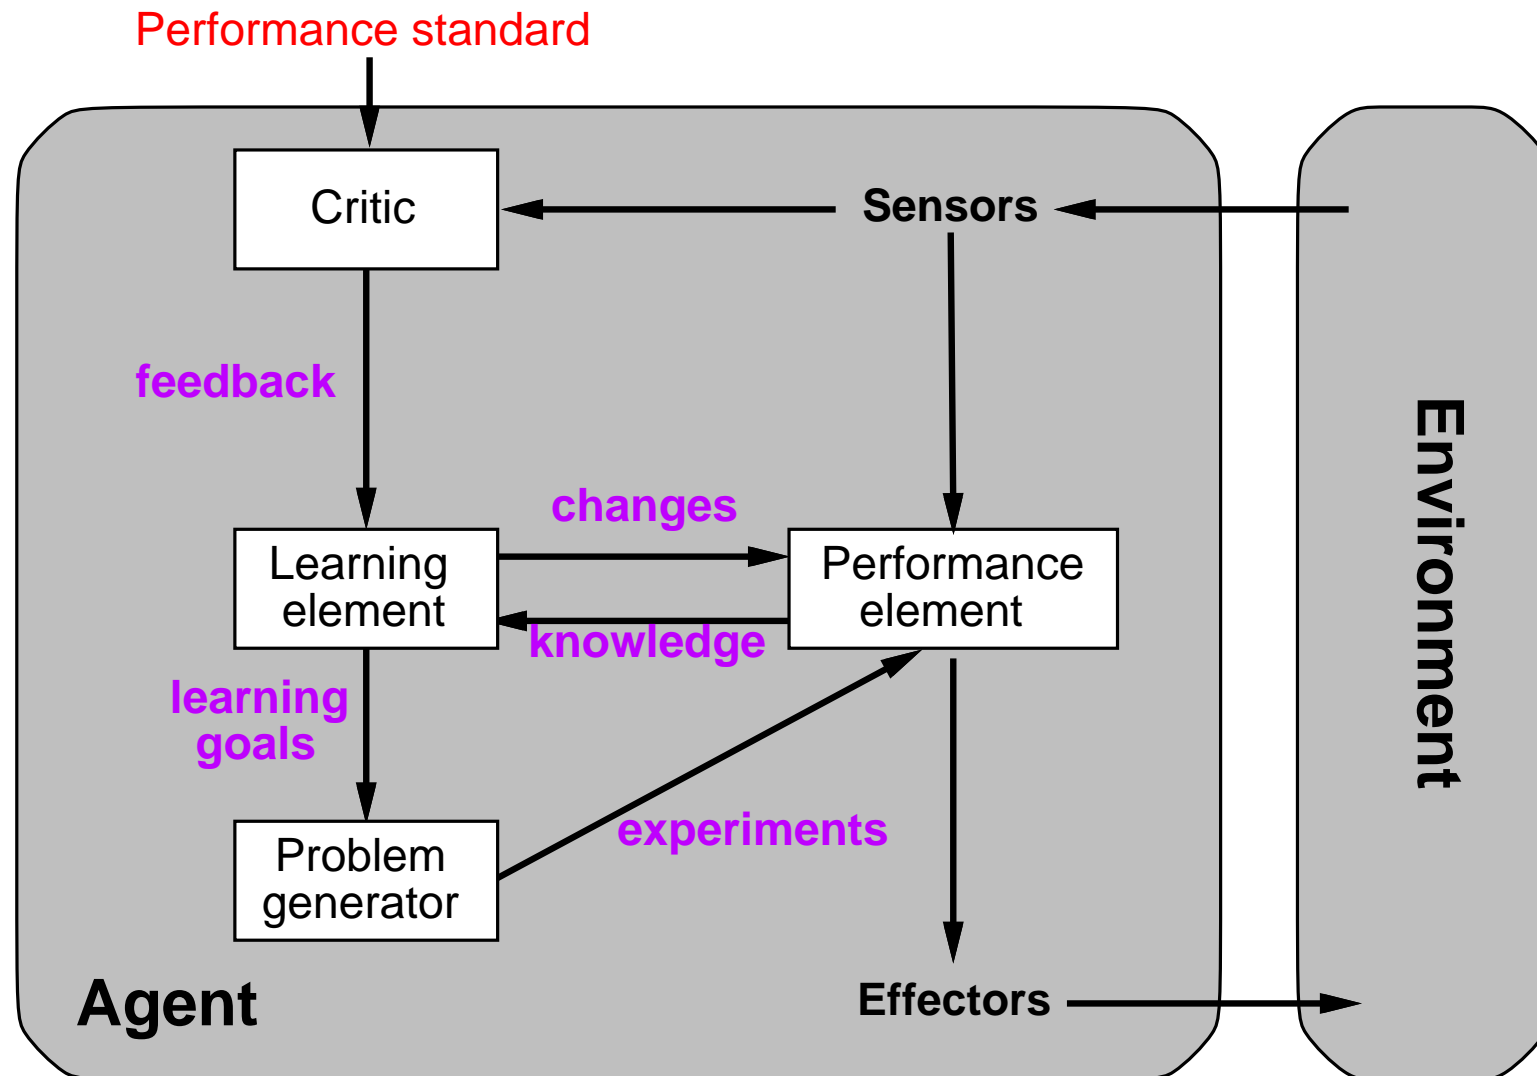 Performance standard
Critic
Sensors
feedback
changes
Learning
element
Performance
element
knowledge
learning
goals
experiments
Problem
generator
Agent
Effectors
Environment